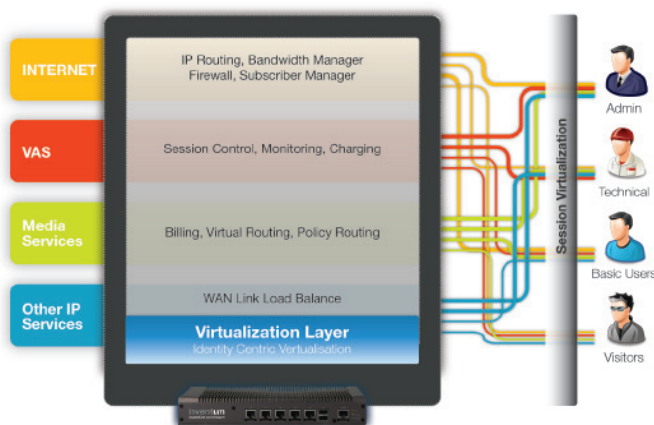 INTERNET
VAS
Media
Services
Other IP
Services
IP Routing, Bandwidth Manager
Firewall, Subscriber Manager
Session Control, Monitoring, Charging
Billing, Virtual Routing, Policy Routing
WAN Link Load Balance
Virtualization Layer
Identity Centric Vertualisation
inventum
Session Virtualization
Admin
Technical
Basic Users
Visitors